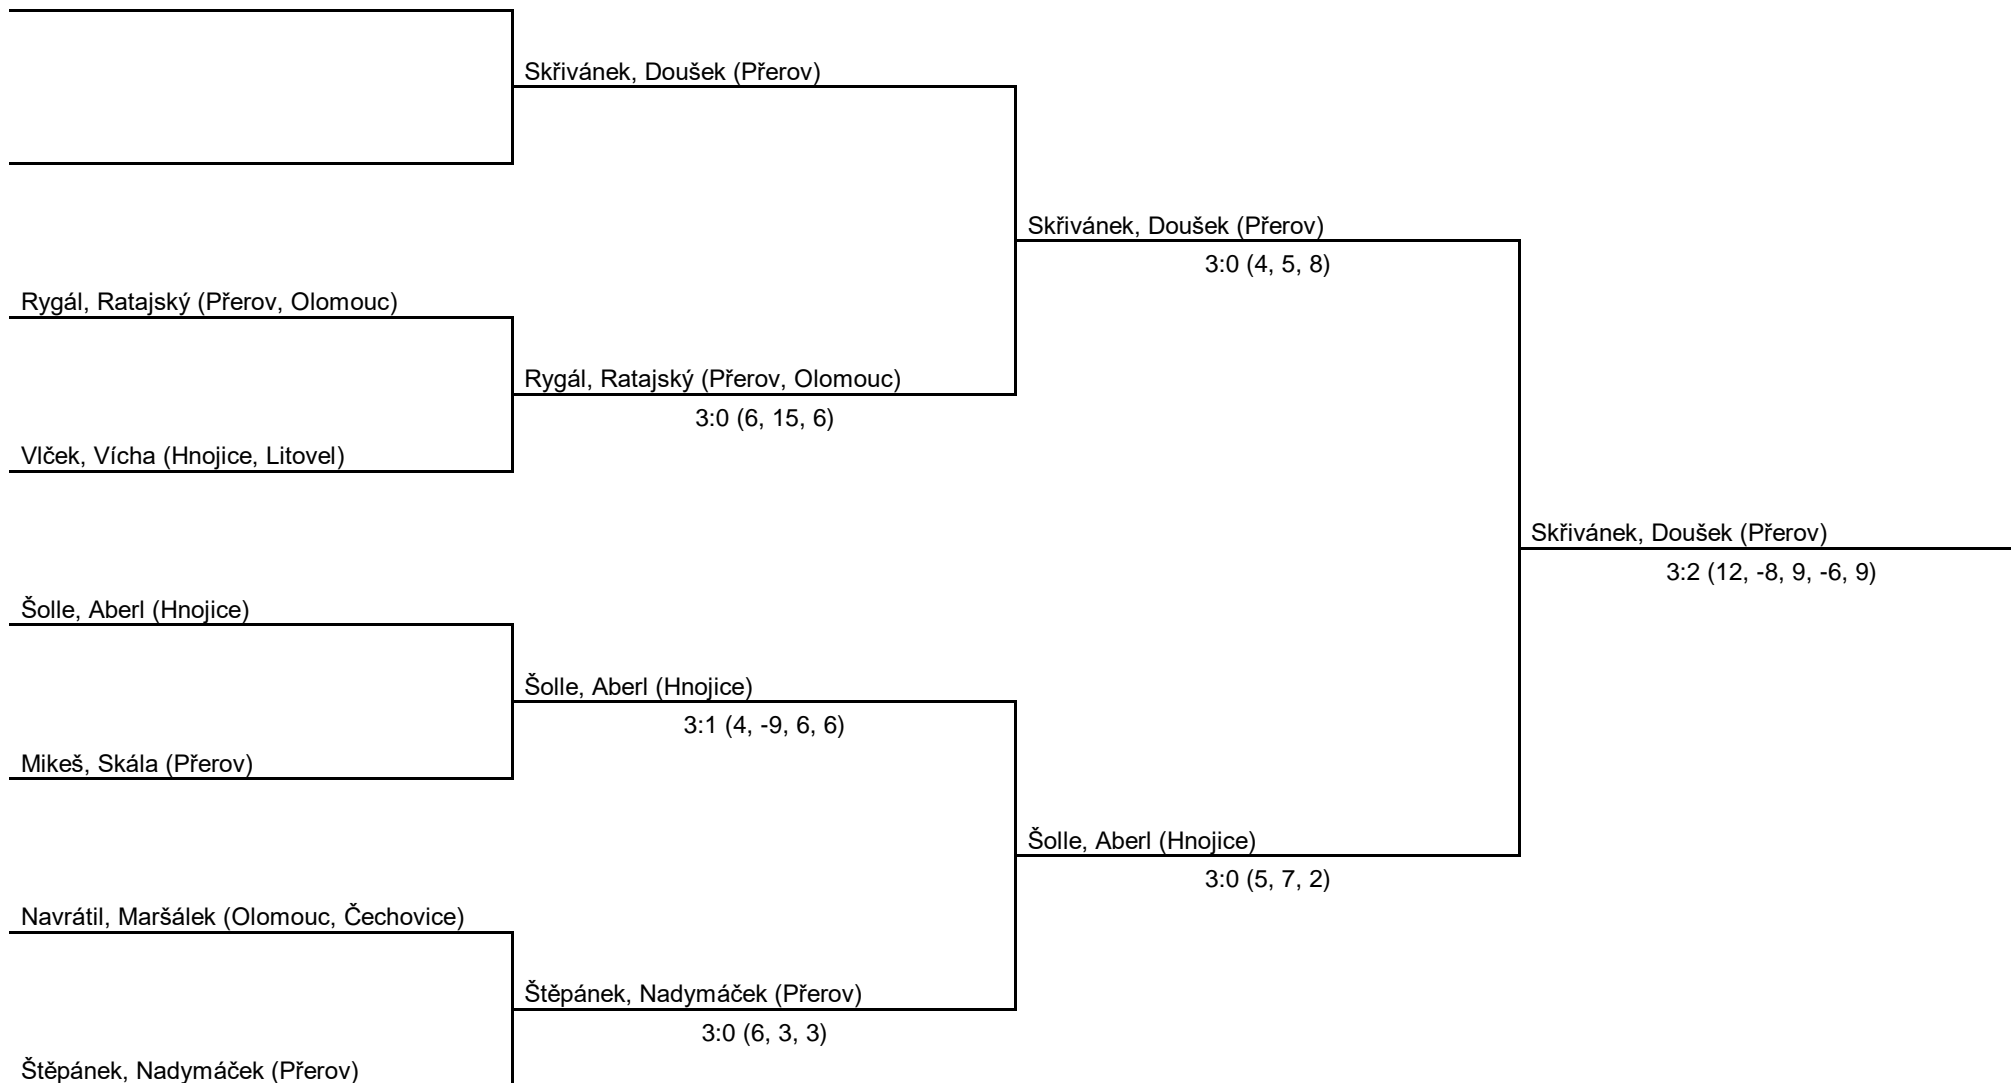 Skřivánek, Doušek (Přerov)
Skřivánek, Doušek (Přerov)
3:0 (4, 5, 8)
Rygál, Ratajský (Přerov, Olomouc)
Rygál, Ratajský (Přerov, Olomouc)
3:0 (6, 15, 6)
Vlček, Vícha (Hnojice, Litovel)
Skřivánek, Doušek (Přerov)
3:2 (12, -8, 9, -6, 9)
Šolle, Aberl (Hnojice)
Šolle, Aberl (Hnojice)
3:1 (4, -9, 6, 6)
Mikeš, Skála (Přerov)
Šolle, Aberl (Hnojice)
3:0 (5, 7, 2)
Navrátil, Maršálek (Olomouc, Čechovice)
Štěpánek, Nadymáček (Přerov)
3:0 (6, 3, 3)
Štěpánek, Nadymáček (Přerov)